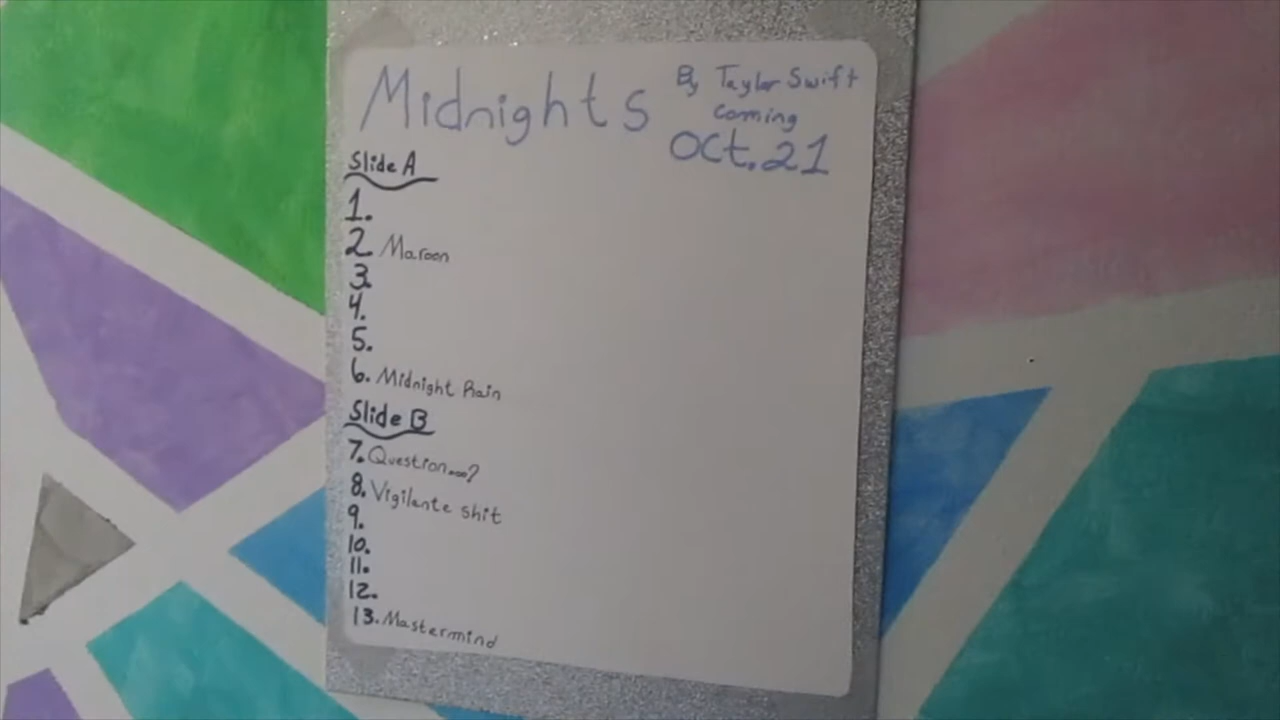 Midnights
By Taylor Swift
coming
Oct.21
Slide A
1.
2 Maroon
3.
4.
5.
6. Midnight Rain
Slide B
7. Question...?
8. Vigilante shit
9.
10.
11.
12.
13. Mastermind